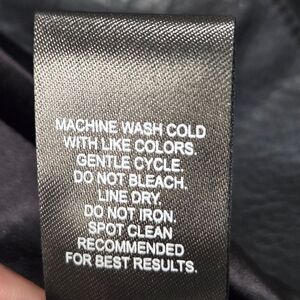 MACHINE WASH COLD
WITH LIKE COLORS.
GENTLE CYCLE.
DO NOT BLEACH.
LINE DRY.
DO NOT IRON.
SPOT CLEAN
RECOMMENDED
FOR BEST RESULTS.